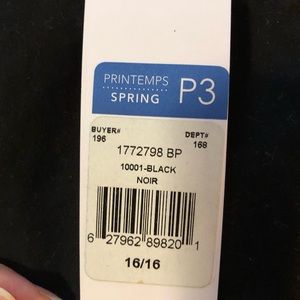 PRINTEMPS
SPRING
P3
BUYER# DEPT#
196 168
1772798 BP
10001-BLACK
NOIR
6 27962 89820 1
16/16